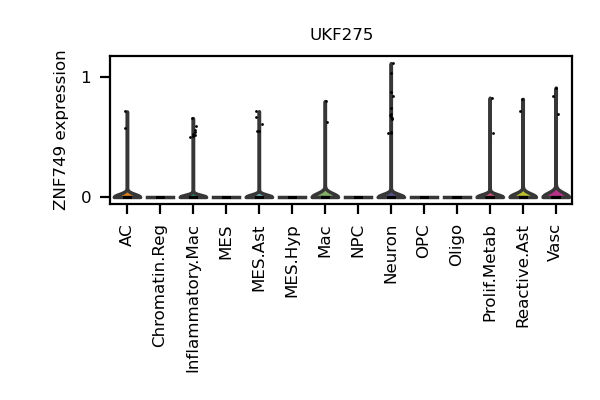 UKF275
ZNF749 expression
1
0
AC
Chromatin.Reg
Inflammatory.Mac
MES
MES.Ast
MES.Hyp
Mac
NPC
Neuron
OPC
Oligo
Prolif.Metab
Reactive.Ast
Vasc